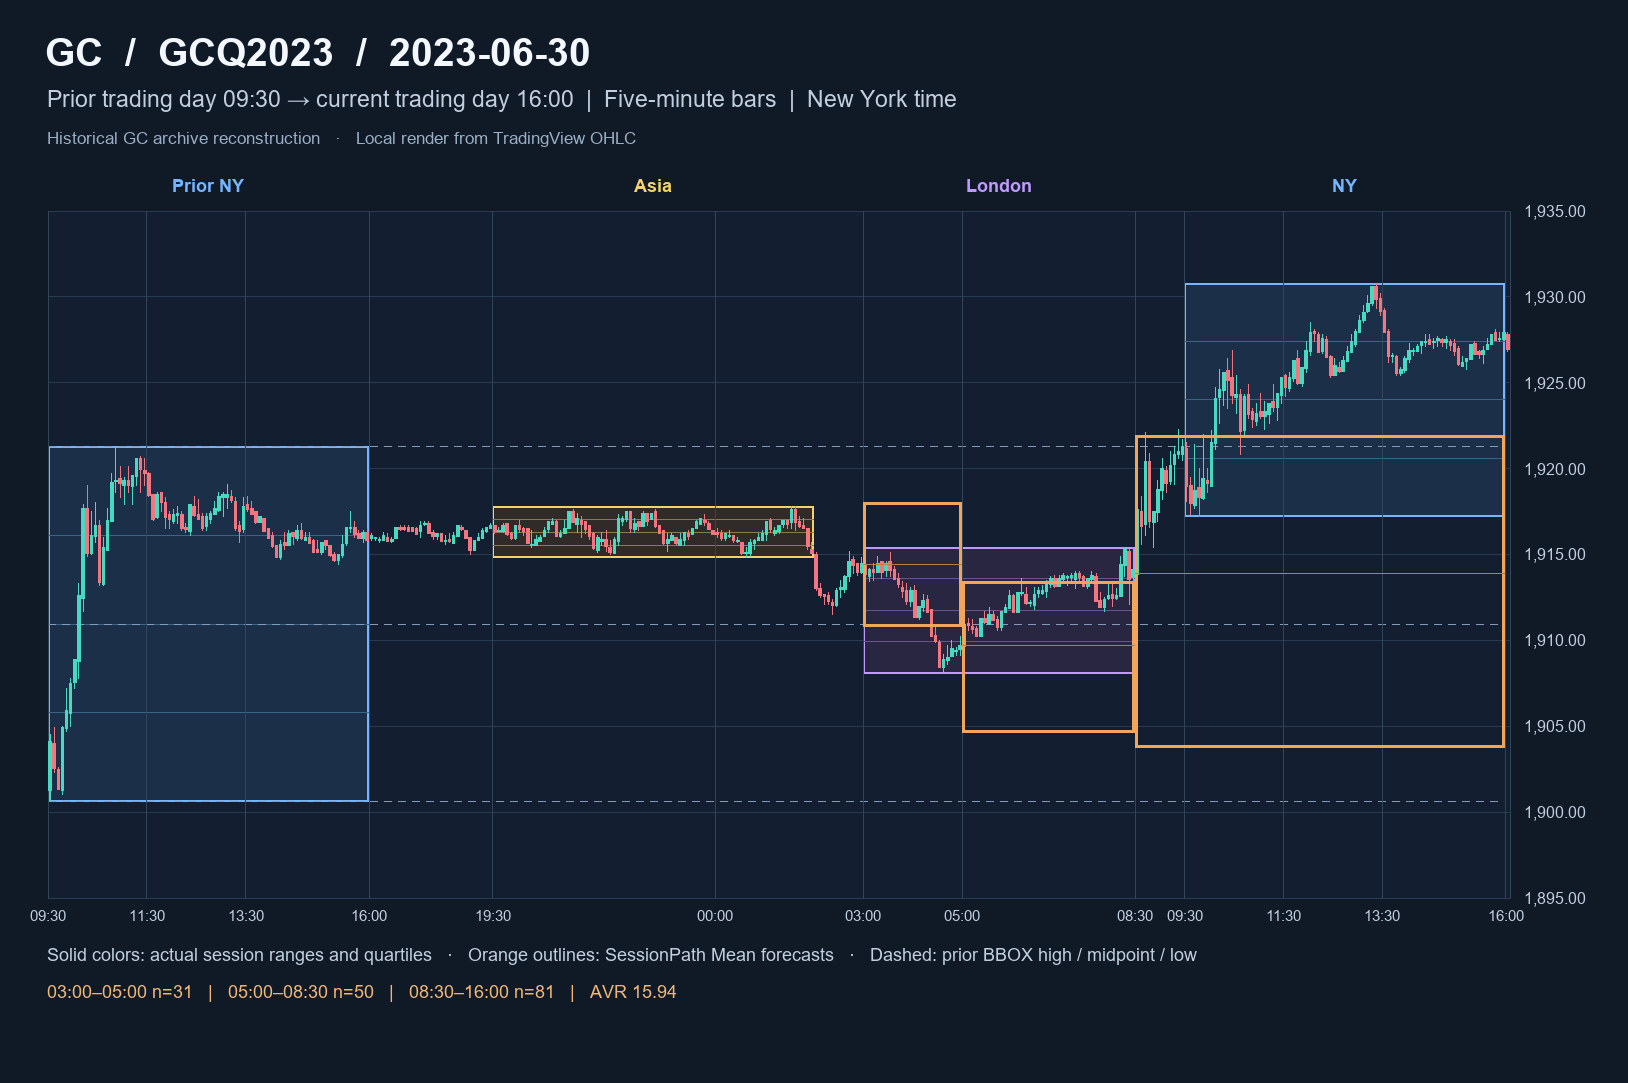 GC / GCQ2023 / 2023-06-30
Prior trading day 09:30 → current trading day 16:00 | Five-minute bars | New York time
Historical GC archive reconstruction · Local render from TradingView OHLC
Prior NY Asia London NY
1,935.00
1,930.00
1,925.00
1,920.00
1,915.00
1,910.00
1,905.00
1,900.00
1,895.00
09:30 11:30 13:30 16:00 19:30 00:00 03:00 05:00 08:30 09:30 11:30 13:30 16:00
Solid colors: actual session ranges and quartiles · Orange outlines: SessionPath Mean forecasts · Dashed: prior BBOX high / midpoint / low
03:00–05:00 n=31 | 05:00–08:30 n=50 | 08:30–16:00 n=81 | AVR 15.94